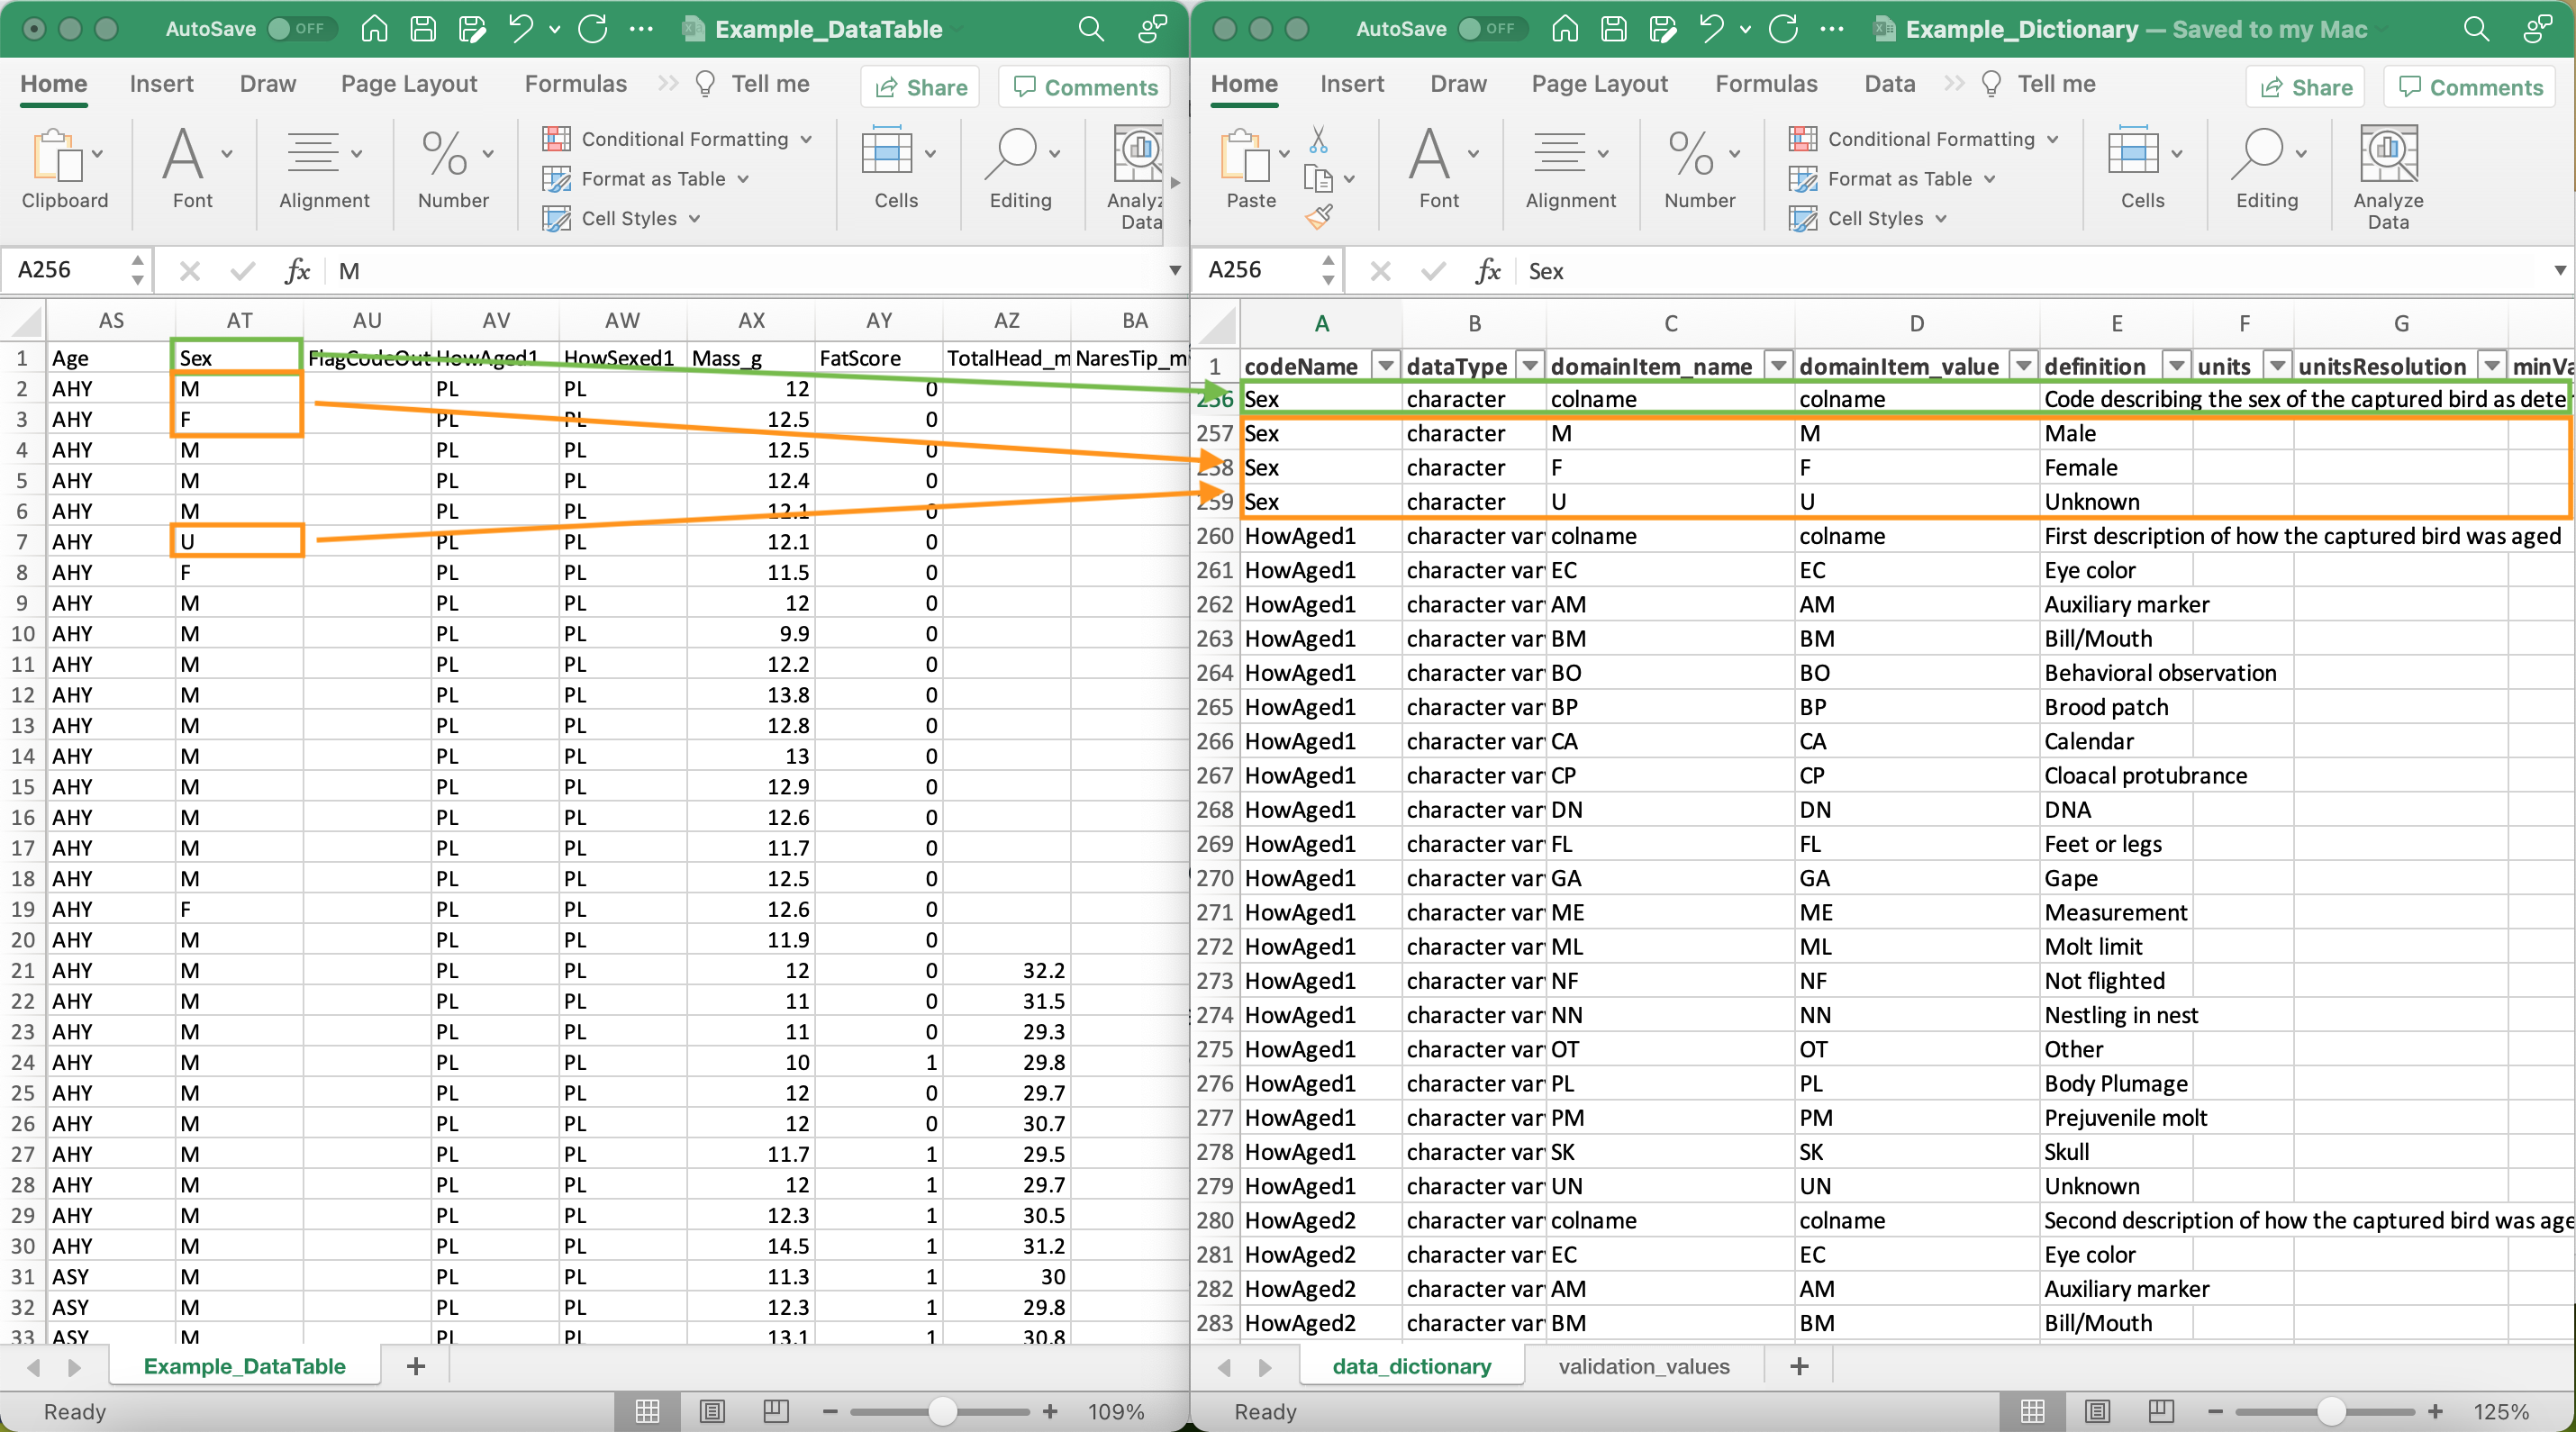 AutoSave OFF Example_DataTable
Home Insert Draw Page Layout Formulas Tell me Share Comments
Clipboard Font Alignment Number Conditional Formatting Format as Table Cell Styles Cells Editing Analyz Data
A256 fx M
AS AT AU AV AW AX AY AZ BA
1 Age Sex FlagCodeOut HowAged1 HowSexed1 Mass_g FatScore TotalHead_m NaresTip_m
2 AHY M PL PL 12 0
3 AHY F PL PL 12.5 0
4 AHY M PL PL 12.5 0
5 AHY M PL PL 12.4 0
6 AHY M PL PL 12.1 0
7 AHY U PL PL 12.1 0
8 AHY F PL PL 11.5 0
9 AHY M PL PL 12 0
10 AHY M PL PL 9.9 0
11 AHY M PL PL 12.2 0
12 AHY M PL PL 13.8 0
13 AHY M PL PL 12.8 0
14 AHY M PL PL 13 0
15 AHY M PL PL 12.9 0
16 AHY M PL PL 12.6 0
17 AHY M PL PL 11.7 0
18 AHY M PL PL 12.5 0
19 AHY F PL PL 12.6 0
20 AHY M PL PL 11.9 0
21 AHY M PL PL 12 0 32.2
22 AHY M PL PL 11 0 31.5
23 AHY M PL PL 11 0 29.3
24 AHY M PL PL 10 1 29.8
25 AHY M PL PL 12 0 29.7
26 AHY M PL PL 12 0 30.7
27 AHY M PL PL 11.7 1 29.5
28 AHY M PL PL 12 1 29.7
29 AHY M PL PL 12.3 1 30.5
30 AHY M PL PL 14.5 1 31.2
31 ASY M PL PL 11.3 1 30
32 ASY M PL PL 12.3 1 29.8
33 ASY M PL PL 13.1 1 30.8
Example_DataTable +
Ready 109%
AutoSave OFF Example_Dictionary — Saved to my Mac
Home Insert Draw Page Layout Formulas Data Tell me Share Comments
Paste Font Alignment Number Conditional Formatting Format as Table Cell Styles Cells Editing Analyze Data
A256 fx Sex
A B C D E F G
1 codeName dataType domainItem_name domainItem_value definition units unitsResolution minVa
256 Sex character colname colname Code describing the sex of the captured bird as dete
257 Sex character M M Male
258 Sex character F F Female
259 Sex character U U Unknown
260 HowAged1 character var colname colname First description of how the captured bird was aged
261 HowAged1 character var EC EC Eye color
262 HowAged1 character var AM AM Auxiliary marker
263 HowAged1 character var BM BM Bill/Mouth
264 HowAged1 character var BO BO Behavioral observation
265 HowAged1 character var BP BP Brood patch
266 HowAged1 character var CA CA Calendar
267 HowAged1 character var CP CP Cloacal protubrance
268 HowAged1 character var DN DN DNA
269 HowAged1 character var FL FL Feet or legs
270 HowAged1 character var GA GA Gape
271 HowAged1 character var ME ME Measurement
272 HowAged1 character var ML ML Molt limit
273 HowAged1 character var NF NF Not flighted
274 HowAged1 character var NN NN Nestling in nest
275 HowAged1 character var OT OT Other
276 HowAged1 character var PL PL Body Plumage
277 HowAged1 character var PM PM Prejuvenile molt
278 HowAged1 character var SK SK Skull
279 HowAged1 character var UN UN Unknown
280 HowAged2 character var colname colname Second description of how the captured bird was age
281 HowAged2 character var EC EC Eye color
282 HowAged2 character var AM AM Auxiliary marker
283 HowAged2 character var BM BM Bill/Mouth
data_dictionary validation_values +
Ready 125%